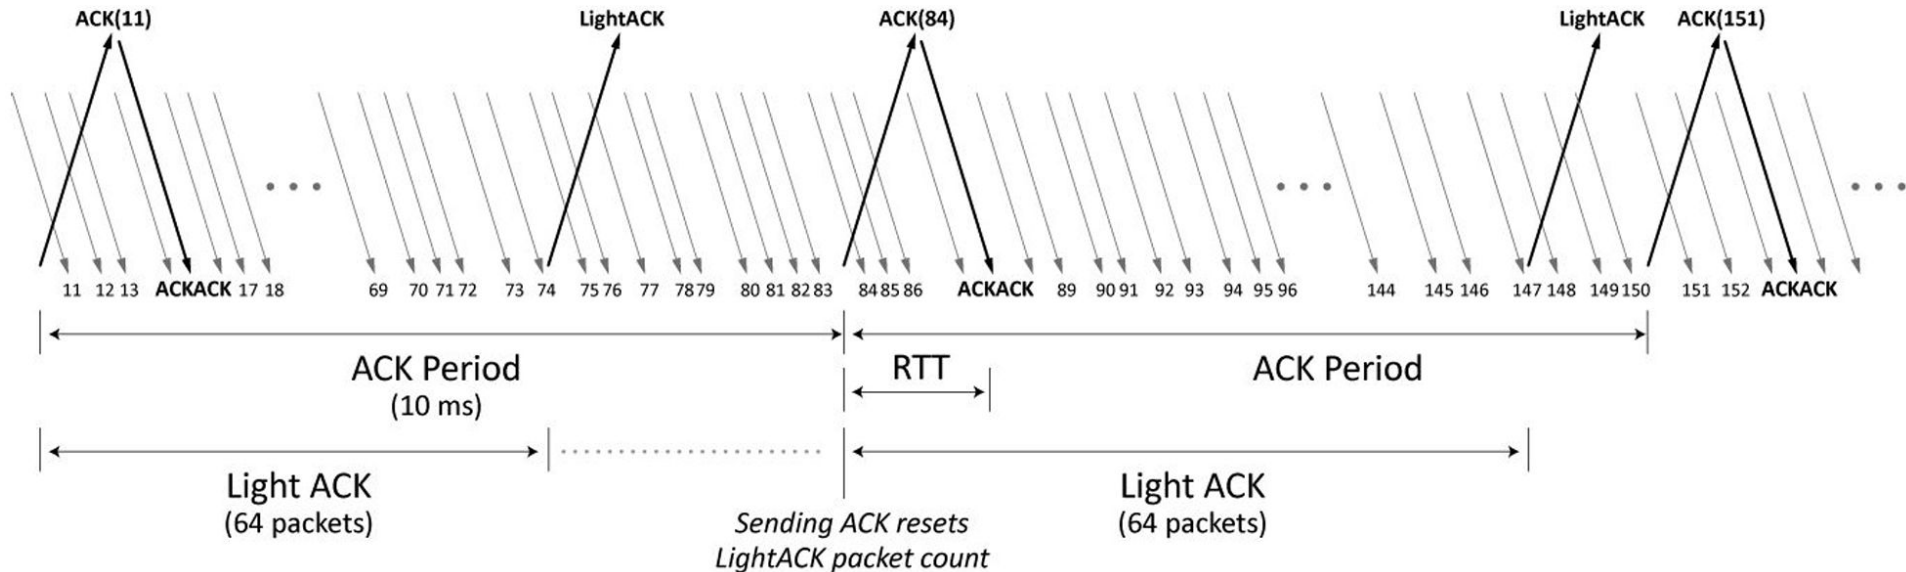 ACK(11) LightACK ACK(84) LightACK ACK(151)
11 12 13 ACKACK 17 18 69 70 71 72 73 74 75 76 77 78 79 80 81 82 83 84 85 86 ACKACK 89 90 91 92 93 94 95 96 144 145 146 147 148 149 150 151 152 ACKACK
ACK Period RTT ACK Period
(10 ms)
Light ACK Light ACK
(64 packets) Sending ACK resets (64 packets)
LightACK packet count